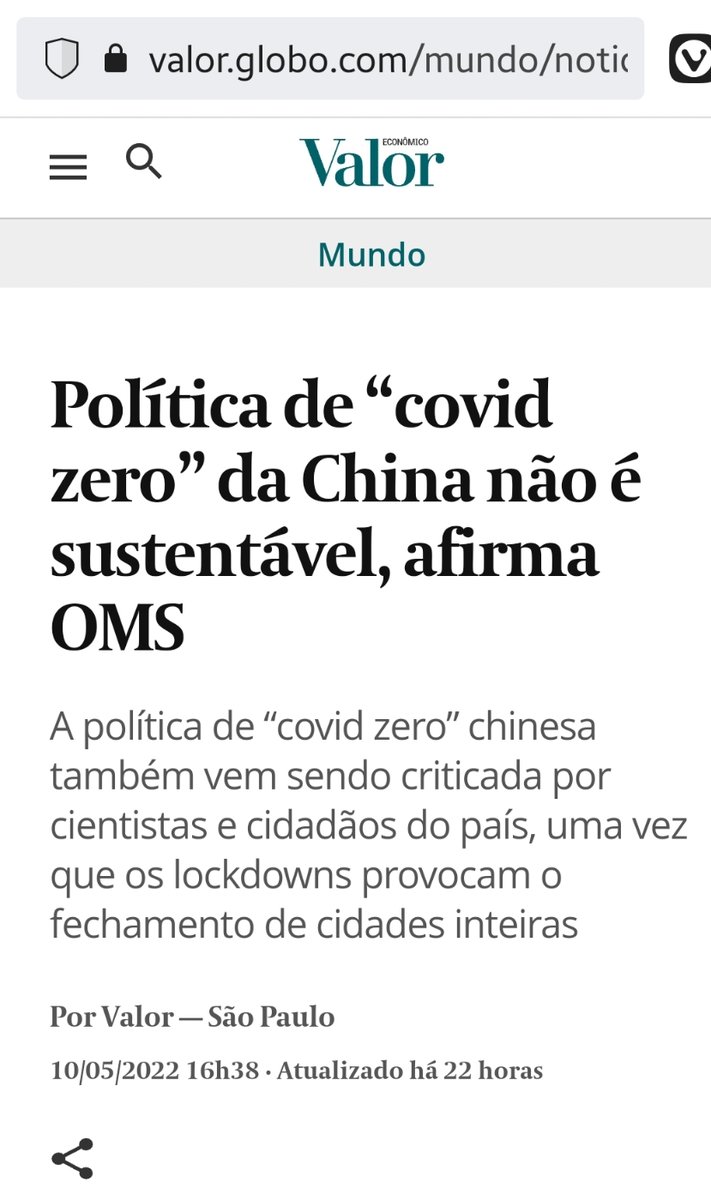 valor.globo.com/mundo/notic
ECONÔMICO
Valor
Mundo
Política de “covid
zero” da China não é
sustentável, afirma
OMS
A política de “covid zero” chinesa
também vem sendo criticada por
cientistas e cidadãos do país, uma vez
que os lockdowns provocam o
fechamento de cidades inteiras
Por Valor — São Paulo
10/05/2022 16h38 · Atualizado há 22 horas